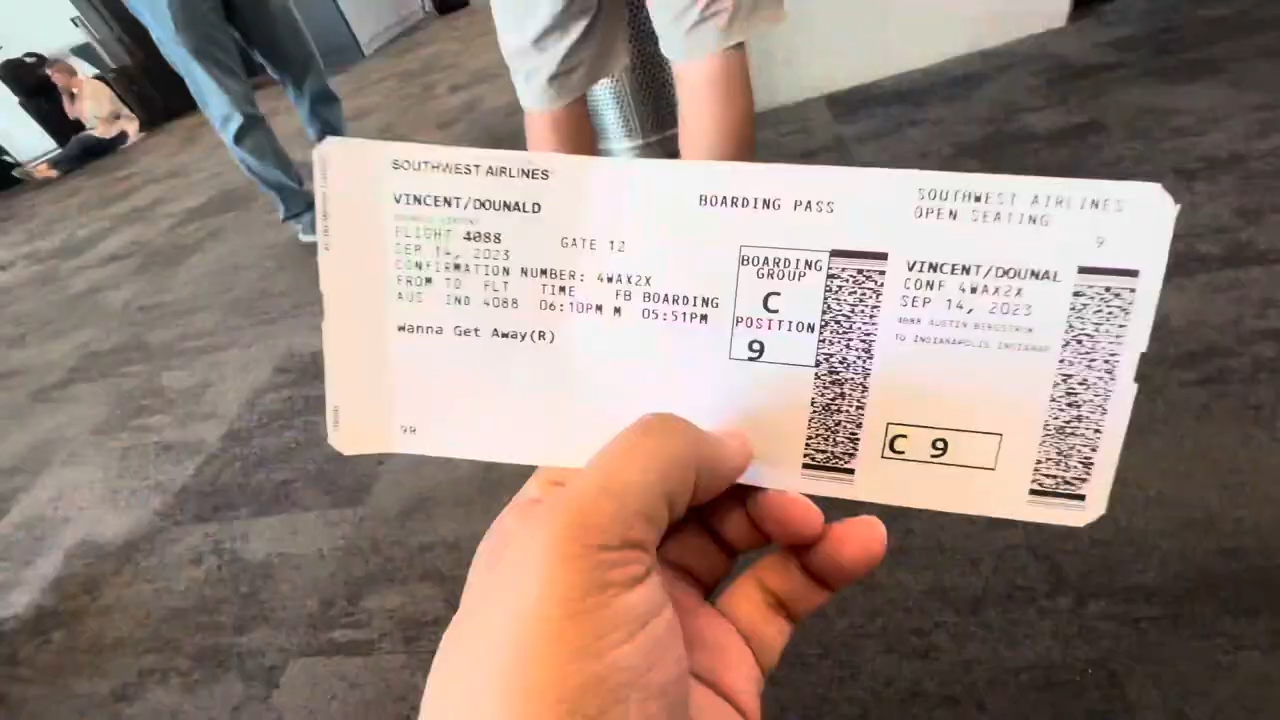 SOUTHWEST AIRLINES
VINCENT/DOUNALD
FLIGHT 4088
GATE 12
SEP 14, 2023
CONFIRMATION NUMBER: 4WAX2X
FROM TO FLT TIME FB BOARDING
AUS IND 4088 06:10PM M 05:51PM
Wanna Get Away(R)
9R
BOARDING PASS
BOARDING
GROUP
C
POSITION
9
SOUTHWEST AIRLINES
OPEN SEATING
9
VINCENT/DOUNAL
CONF 4WAX2X
SEP 14, 2023
4088 AUSTIN BERGSTROM
TO INDIANAPOLIS INDIANAP
C 9